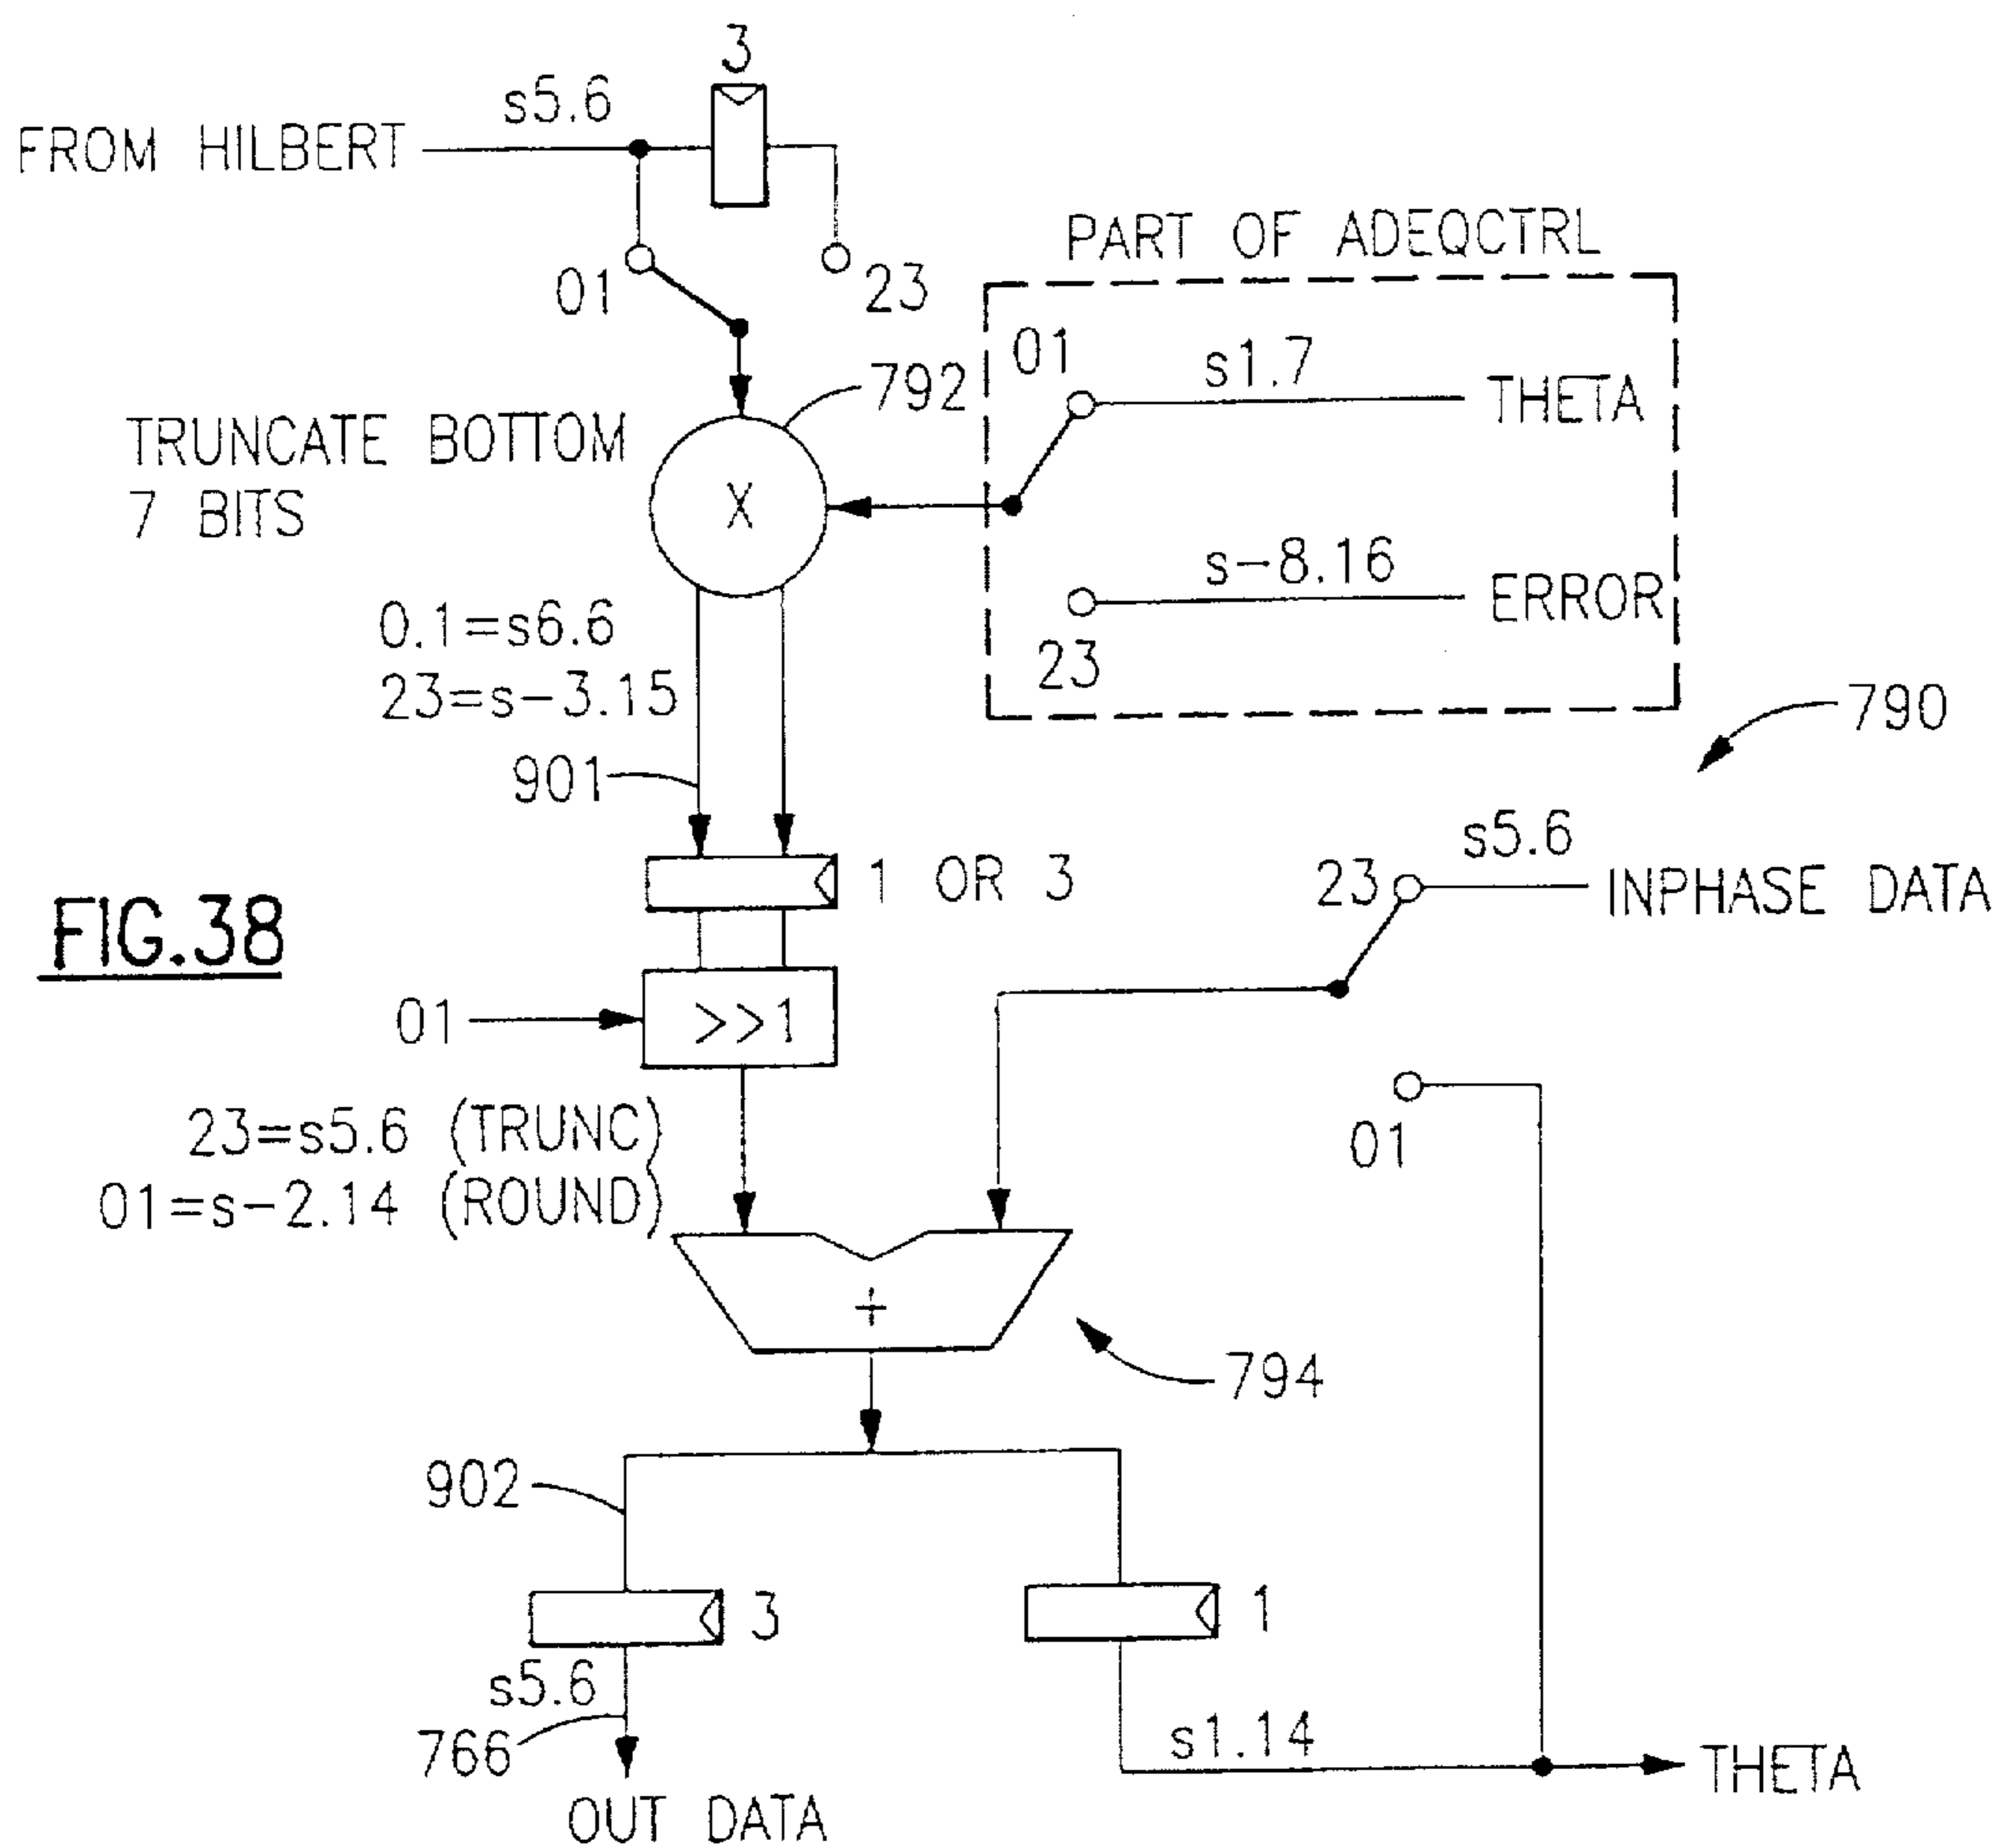 3
s5.6
FROM HILBERT
01
23
PART OF ADEQCTRL
01
s1.7
THETA
792
TRUNCATE BOTTOM
7 BITS
X
s-8.16
ERROR
23
0.1=s6.6
23=s-3.15
790
901
s5.6
1 OR 3
23
INPHASE DATA
FIG.38
01
>>1
23=s5.6 (TRUNC)
01=s-2.14 (ROUND)
01
+
794
902
3
1
s5.6
766
s1.14
THETA
OUT DATA